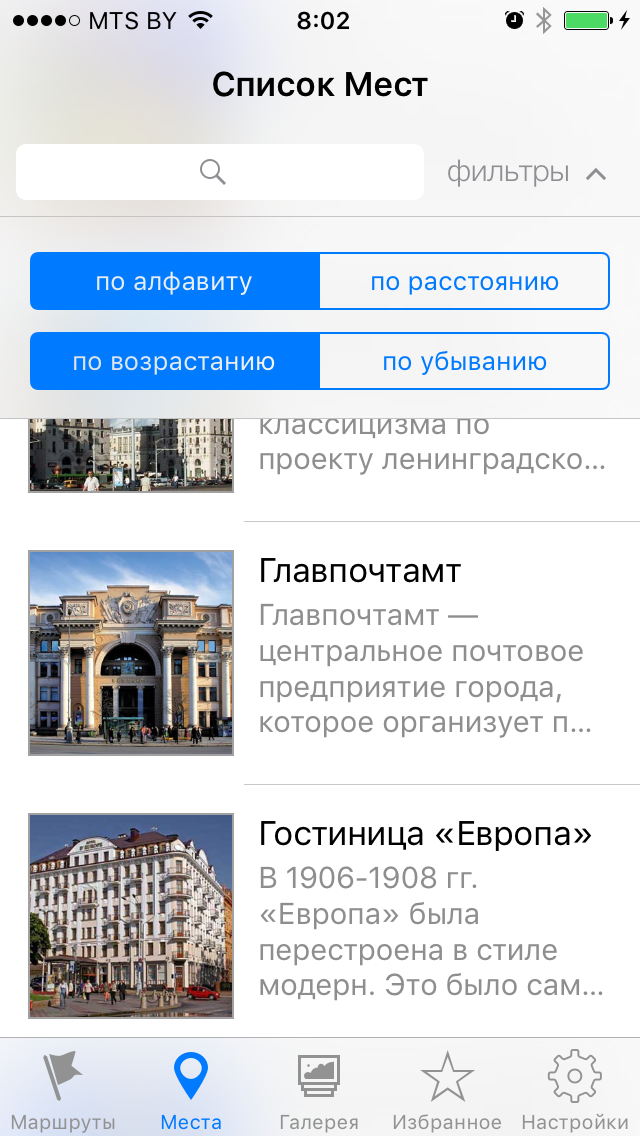 MTS BY 8:02
Список Мест
фильтры
по алфавиту по расстоянию
по возрастанию по убыванию
классицизма по
проекту ленинградско...
Главпочтамт
Главпочтамт —
центральное почтовое
предприятие города,
которое организует п...
Гостиница «Европа»
В 1906-1908 гг.
«Европа» была
перестроена в стиле
модерн. Это было сам...
Маршруты Места Галерея Избранное Настройки